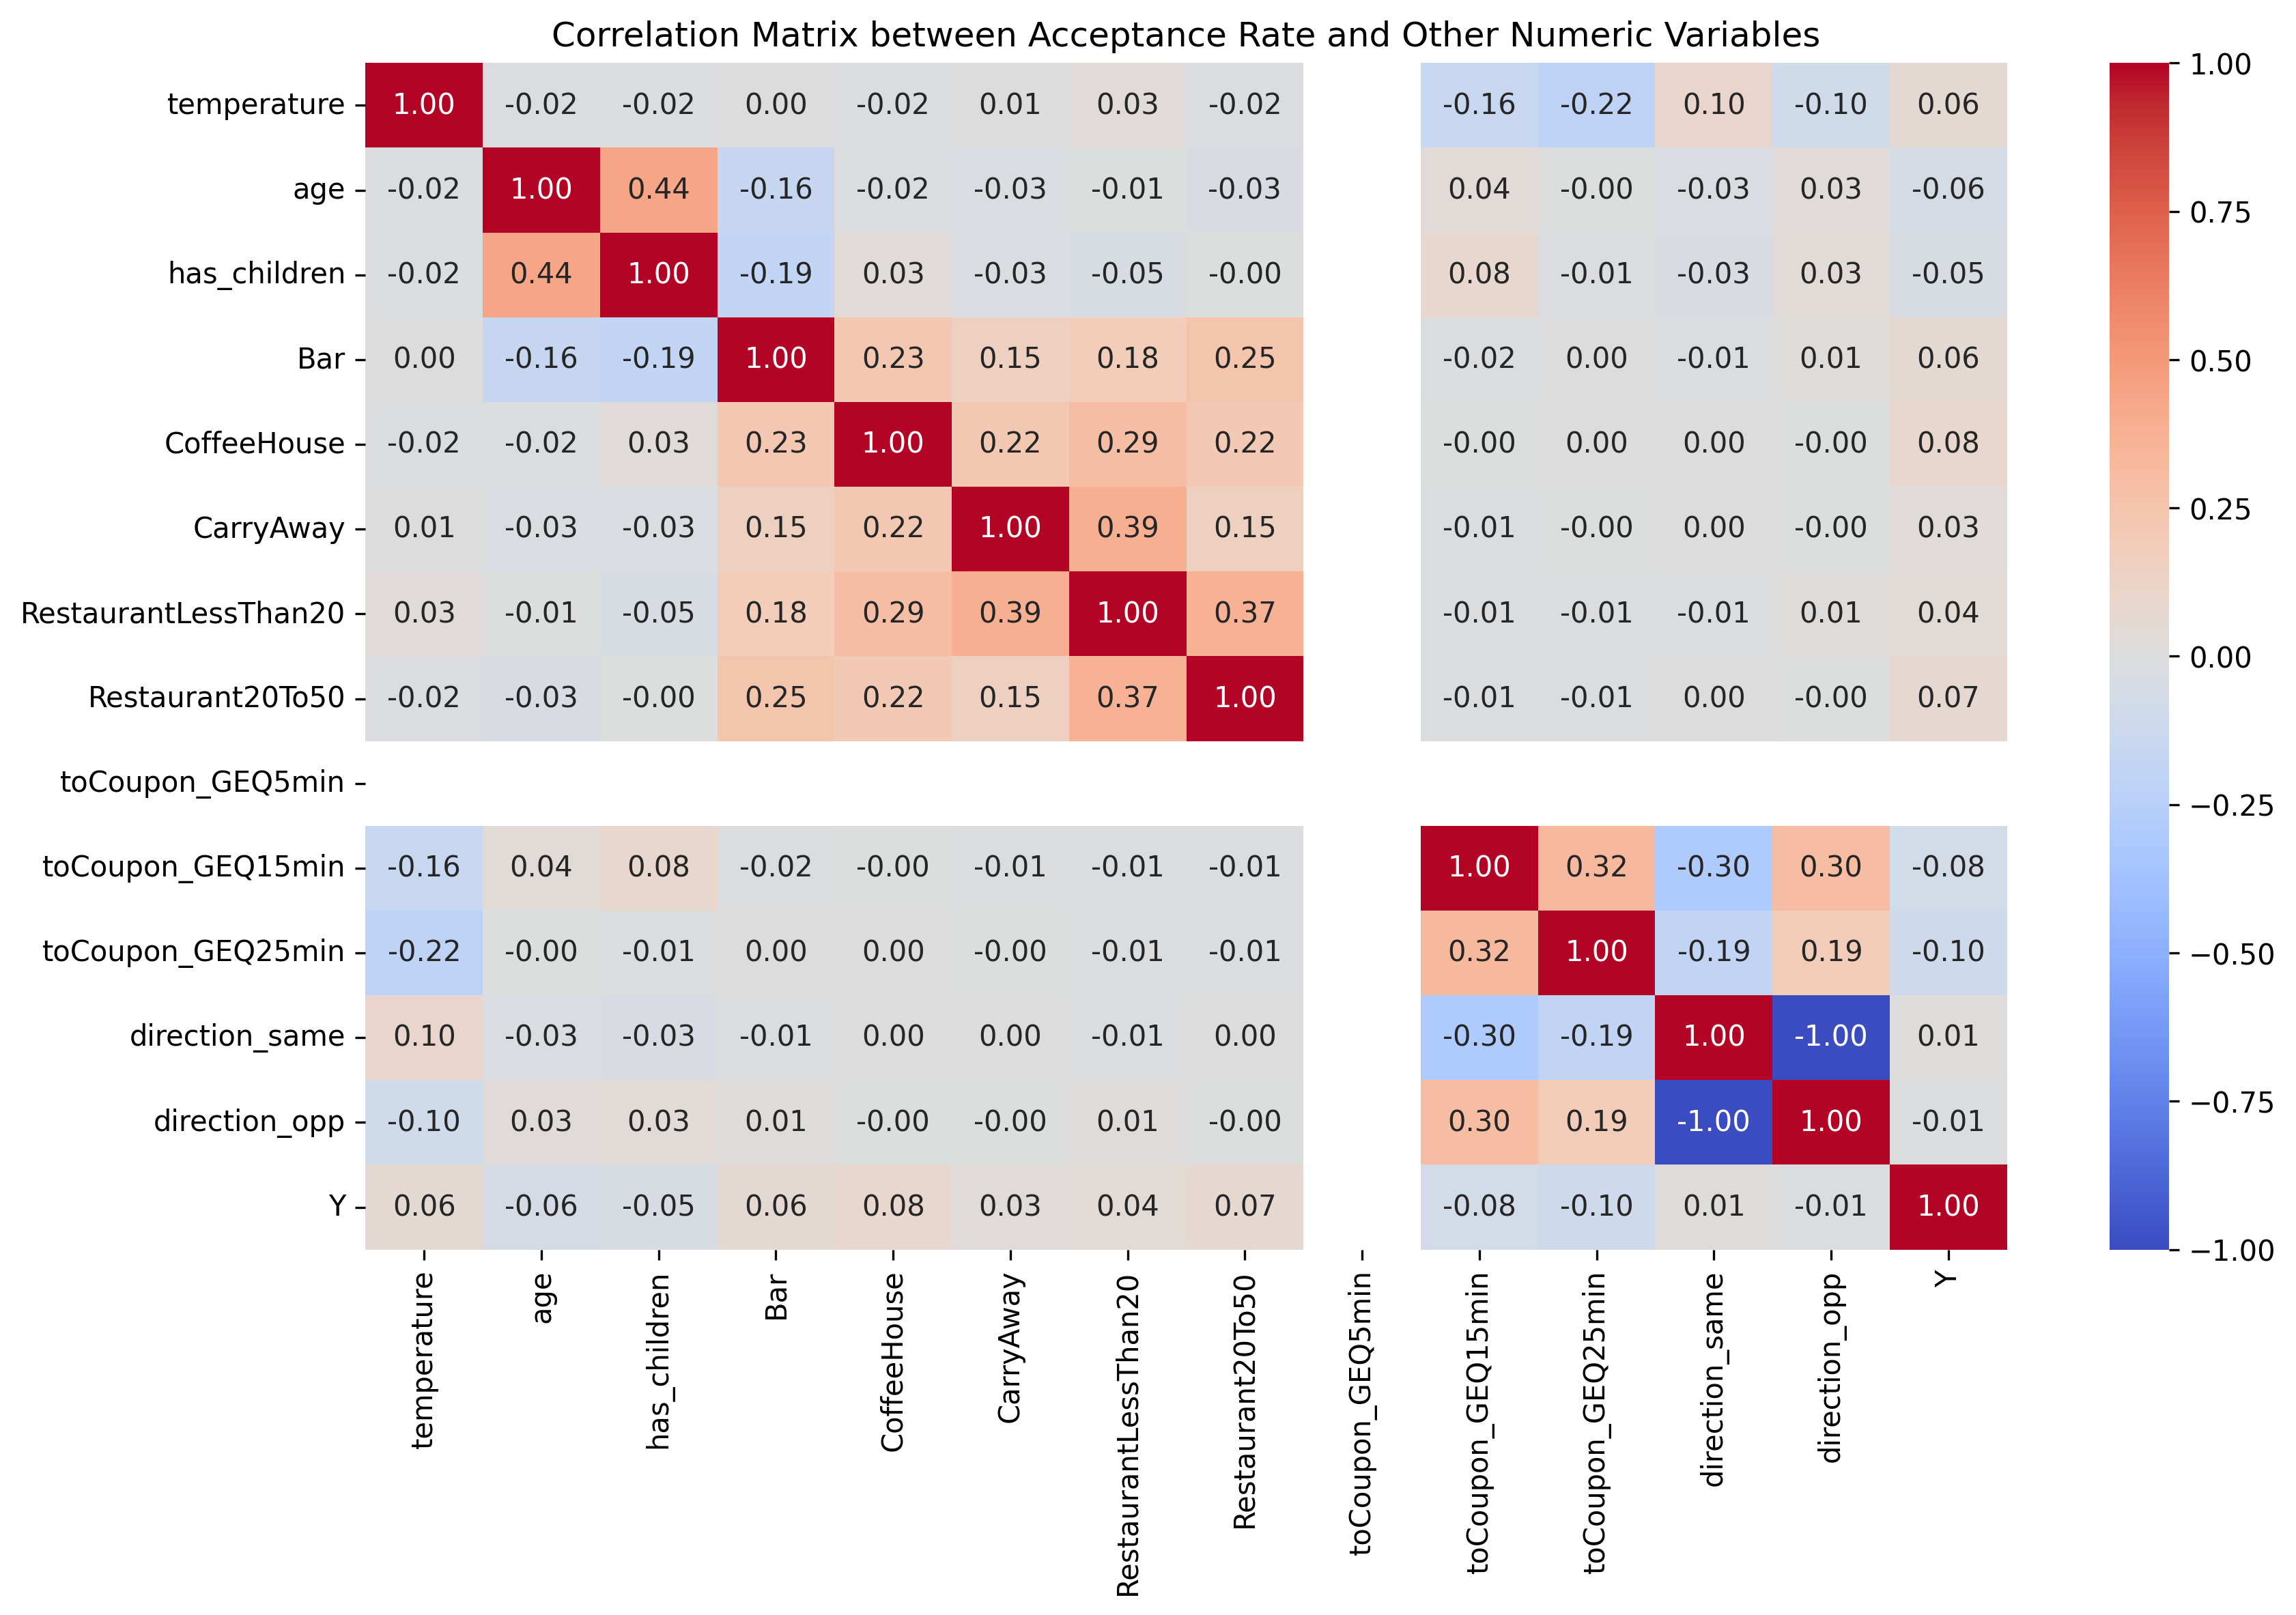 Correlation Matrix between Acceptance Rate and Other Numeric Variables
temperature 1.00 -0.02 -0.02 0.00 -0.02 0.01 0.03 -0.02 -0.16 -0.22 0.10 -0.10 0.06
age -0.02 1.00 0.44 -0.16 -0.02 -0.03 -0.01 -0.03 0.04 -0.00 -0.03 0.03 -0.06
has_children -0.02 0.44 1.00 -0.19 0.03 -0.03 -0.05 -0.00 0.08 -0.01 -0.03 0.03 -0.05
Bar 0.00 -0.16 -0.19 1.00 0.23 0.15 0.18 0.25 -0.02 0.00 -0.01 0.01 0.06
CoffeeHouse -0.02 -0.02 0.03 0.23 1.00 0.22 0.29 0.22 -0.00 0.00 0.00 -0.00 0.08
CarryAway 0.01 -0.03 -0.03 0.15 0.22 1.00 0.39 0.15 -0.01 -0.00 0.00 -0.00 0.03
RestaurantLessThan20 0.03 -0.01 -0.05 0.18 0.29 0.39 1.00 0.37 -0.01 -0.01 -0.01 0.01 0.04
Restaurant20To50 -0.02 -0.03 -0.00 0.25 0.22 0.15 0.37 1.00 -0.01 -0.01 0.00 -0.00 0.07
toCoupon_GEQ5min
toCoupon_GEQ15min -0.16 0.04 0.08 -0.02 -0.00 -0.01 -0.01 -0.01 1.00 0.32 -0.30 0.30 -0.08
toCoupon_GEQ25min -0.22 -0.00 -0.01 0.00 0.00 -0.00 -0.01 -0.01 0.32 1.00 -0.19 0.19 -0.10
direction_same 0.10 -0.03 -0.03 -0.01 0.00 0.00 -0.01 0.00 -0.30 -0.19 1.00 -1.00 0.01
direction_opp -0.10 0.03 0.03 0.01 -0.00 -0.00 0.01 -0.00 0.30 0.19 -1.00 1.00 -0.01
Y 0.06 -0.06 -0.05 0.06 0.08 0.03 0.04 0.07 -0.08 -0.10 0.01 -0.01 1.00
temperature
age
has_children
Bar
CoffeeHouse
CarryAway
RestaurantLessThan20
Restaurant20To50
toCoupon_GEQ5min
toCoupon_GEQ15min
toCoupon_GEQ25min
direction_same
direction_opp
Y
1.00
0.75
0.50
0.25
0.00
−0.25
−0.50
−0.75
−1.00